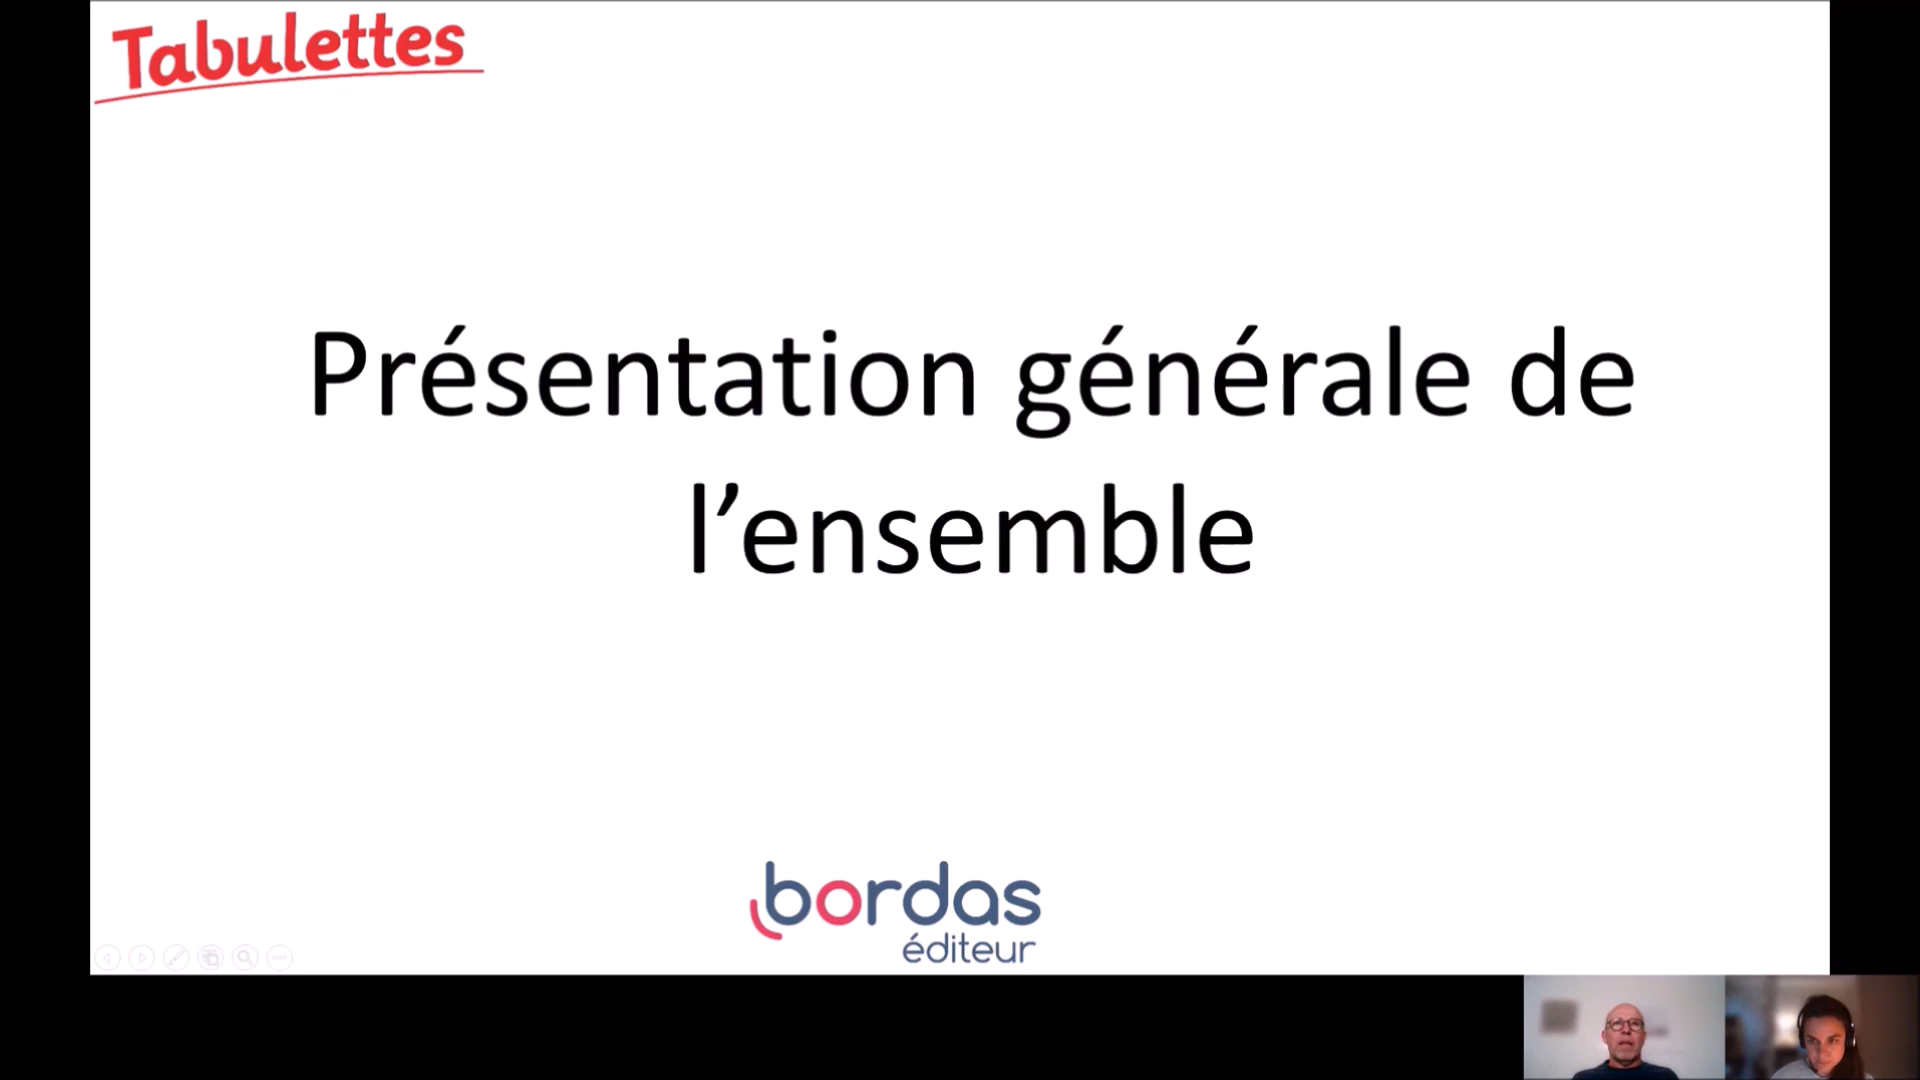 Tabulettes
Présentation générale de
l’ensemble
bordas
éditeur